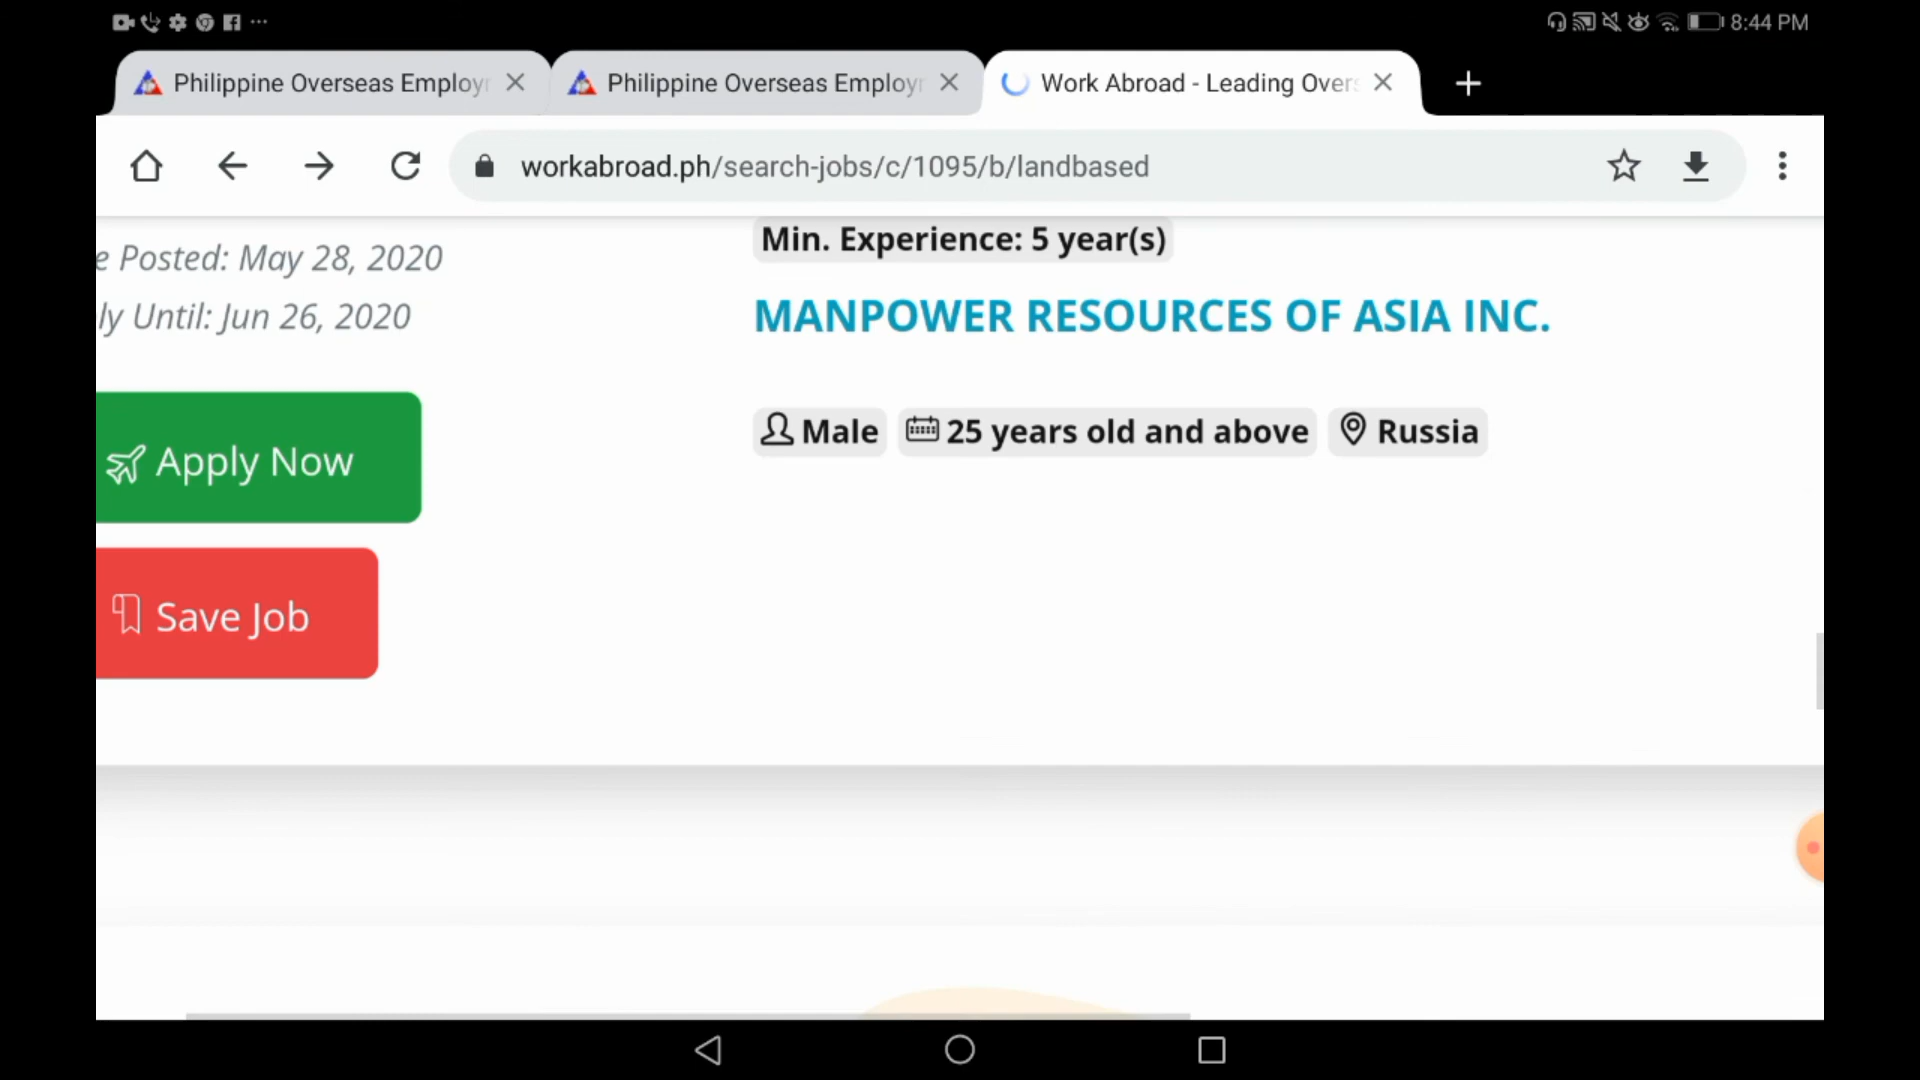 8:44 PM
Philippine Overseas Employ
Philippine Overseas Employ
Work Abroad - Leading Over
workabroad.ph/search-jobs/c/1095/b/landbased
e Posted: May 28, 2020
ly Until: Jun 26, 2020
Apply Now
Save Job
Min. Experience: 5 year(s)
MANPOWER RESOURCES OF ASIA INC.
Male 25 years old and above Russia